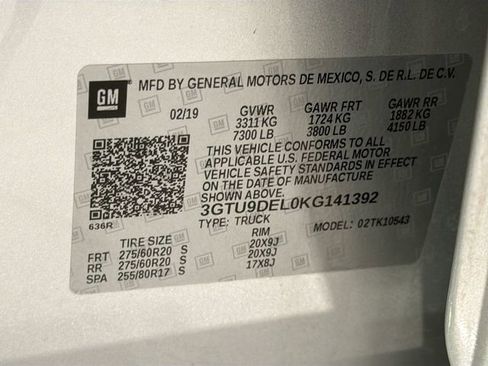 GM
MFD BY GENERAL MOTORS DE MEXICO, S. DE R.L. DE C.V.
02/19 GVWR GAWR FRT GAWR RR
3311 KG 1724 KG 1882 KG
7300 LB 3800 LB 4150 LB
THIS VEHICLE CONFORMS TO ALL
APPLICABLE U.S. FEDERAL MOTOR
VEHICLE SAFETY STANDARDS IN EFFECT
ON THE DATE OF MANUFACTURE
SHOWN ABOVE.
3GTU9DEL0KG141392
636R TYPE: TRUCK MODEL: 02TK10543
TIRE SIZE RIM
FRT 275/60R20 S 20X9J
RR 275/60R20 S 20X9J
SPA 255/80R17 S 17X8J